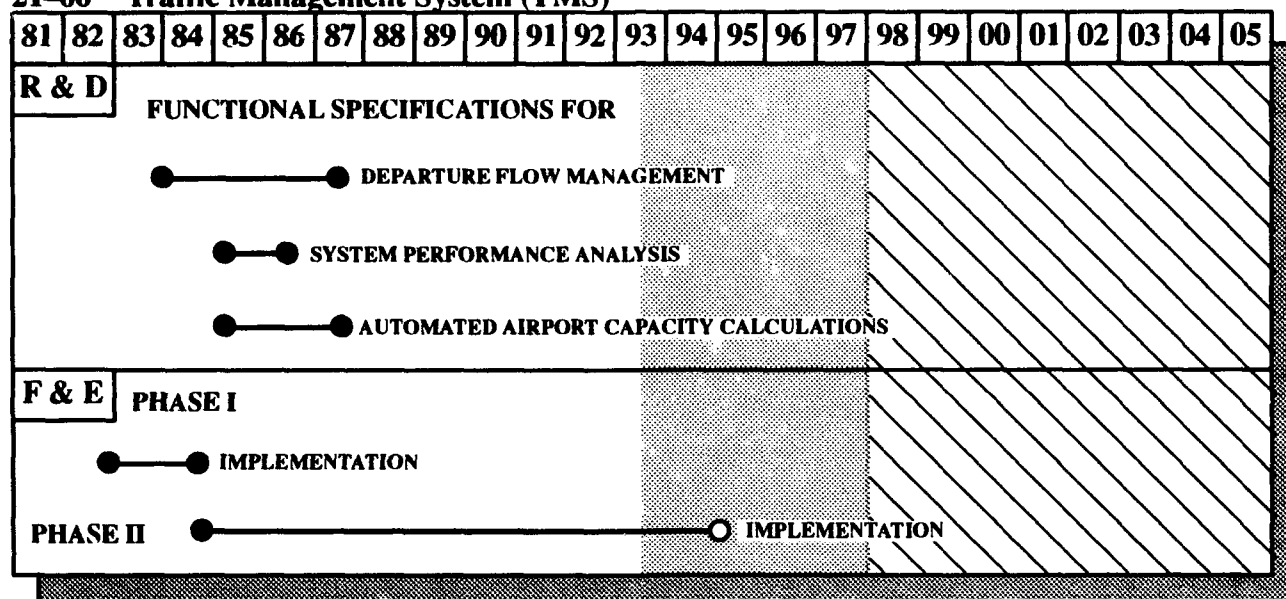 21–06 Traffic Management System (TMS)
81 82 83 84 85 86 87 88 89 90 91 92 93 94 95 96 97 98 99 00 01 02 03 04 05
R & D
FUNCTIONAL SPECIFICATIONS FOR
DEPARTURE FLOW MANAGEMENT
SYSTEM PERFORMANCE ANALYSIS
AUTOMATED AIRPORT CAPACITY CALCULATIONS
F & E
PHASE I
IMPLEMENTATION
PHASE II
IMPLEMENTATION